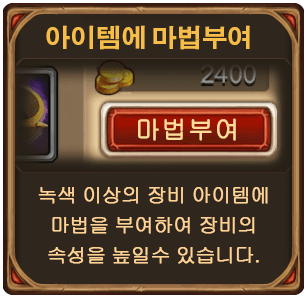 아이템에 마법부여
2400
마법부여
녹색 이상의 장비 아이템에
마법을 부여하여 장비의
속성을 높일수 있습니다.